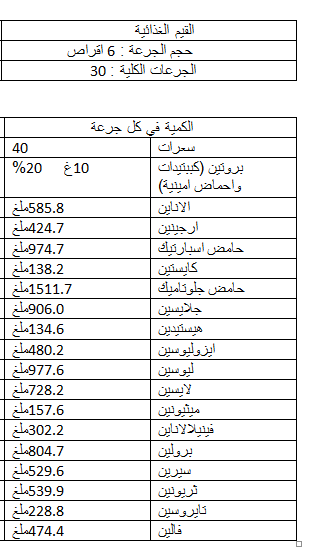 القيم الغذائية
حجم الجرعة : 6 اقراص
الجرعات الكلية : 30
الكمية في كل جرعة
سعرات 40
بروتين (كببتيدات 10غ 20%
واحماض امينية)
الاناين 585.8ملغ
ارجينين 424.7ملغ
حامض اسبارتيك 974.7ملغ
كايستين 138.2ملغ
حامض جلوتاميك 1511.7ملغ
جلايسين 906.0ملغ
هيستيدين 134.6ملغ
ايزوليوسين 480.2ملغ
ليوسين 977.6ملغ
لايسين 728.2ملغ
ميثيونين 157.6ملغ
فينيلالاناين 302.2ملغ
برولين 804.7ملغ
سيرين 529.6ملغ
ثريونين 539.9ملغ
تايروسين 228.8ملغ
فالين 474.4ملغ